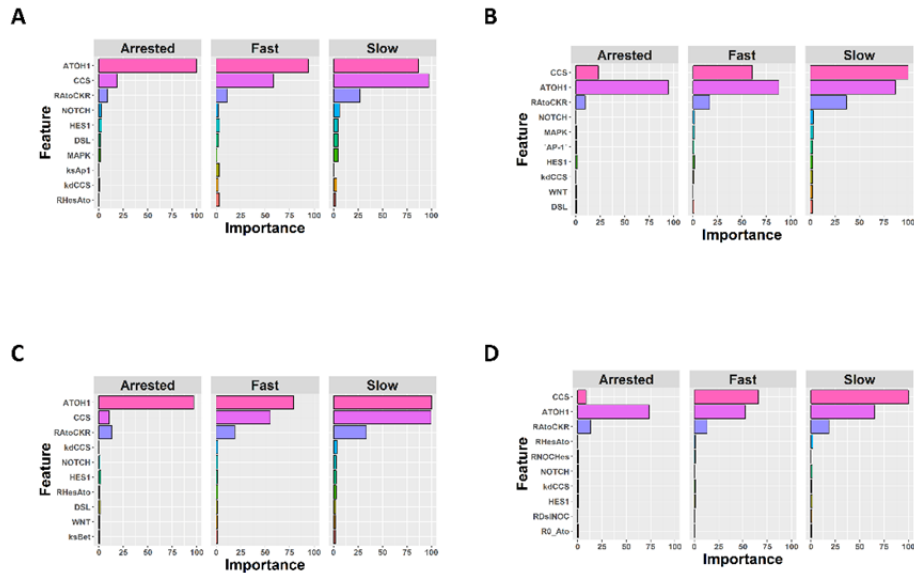 A
Arrested Fast Slow
Feature
ATOH1
CCS
RAtoCKR
NOTCH
HES1
DSL
MAPK
ksAp1
kdCCS
RHesAto
0 25 50 75 100 0 25 50 75 100 0 25 50 75 100
Importance
B
Arrested Fast Slow
Feature
CCS
ATOH1
RAtoCKR
NOTCH
MAPK
`AP-1`
HES1
kdCCS
WNT
DSL
0 25 50 75 100 0 25 50 75 100 0 25 50 75 100
Importance
C
Arrested Fast Slow
Feature
ATOH1
CCS
RAtoCKR
kdCCS
NOTCH
HES1
RHesAto
DSL
WNT
ksBet
0 25 50 75 100 0 25 50 75 100 0 25 50 75 100
Importance
D
Arrested Fast Slow
Feature
CCS
ATOH1
RAtoCKR
RHesAto
RNOCHes
NOTCH
kdCCS
HES1
RDslNOC
R0_Ato
0 25 50 75 100 0 25 50 75 100 0 25 50 75 100
Importance